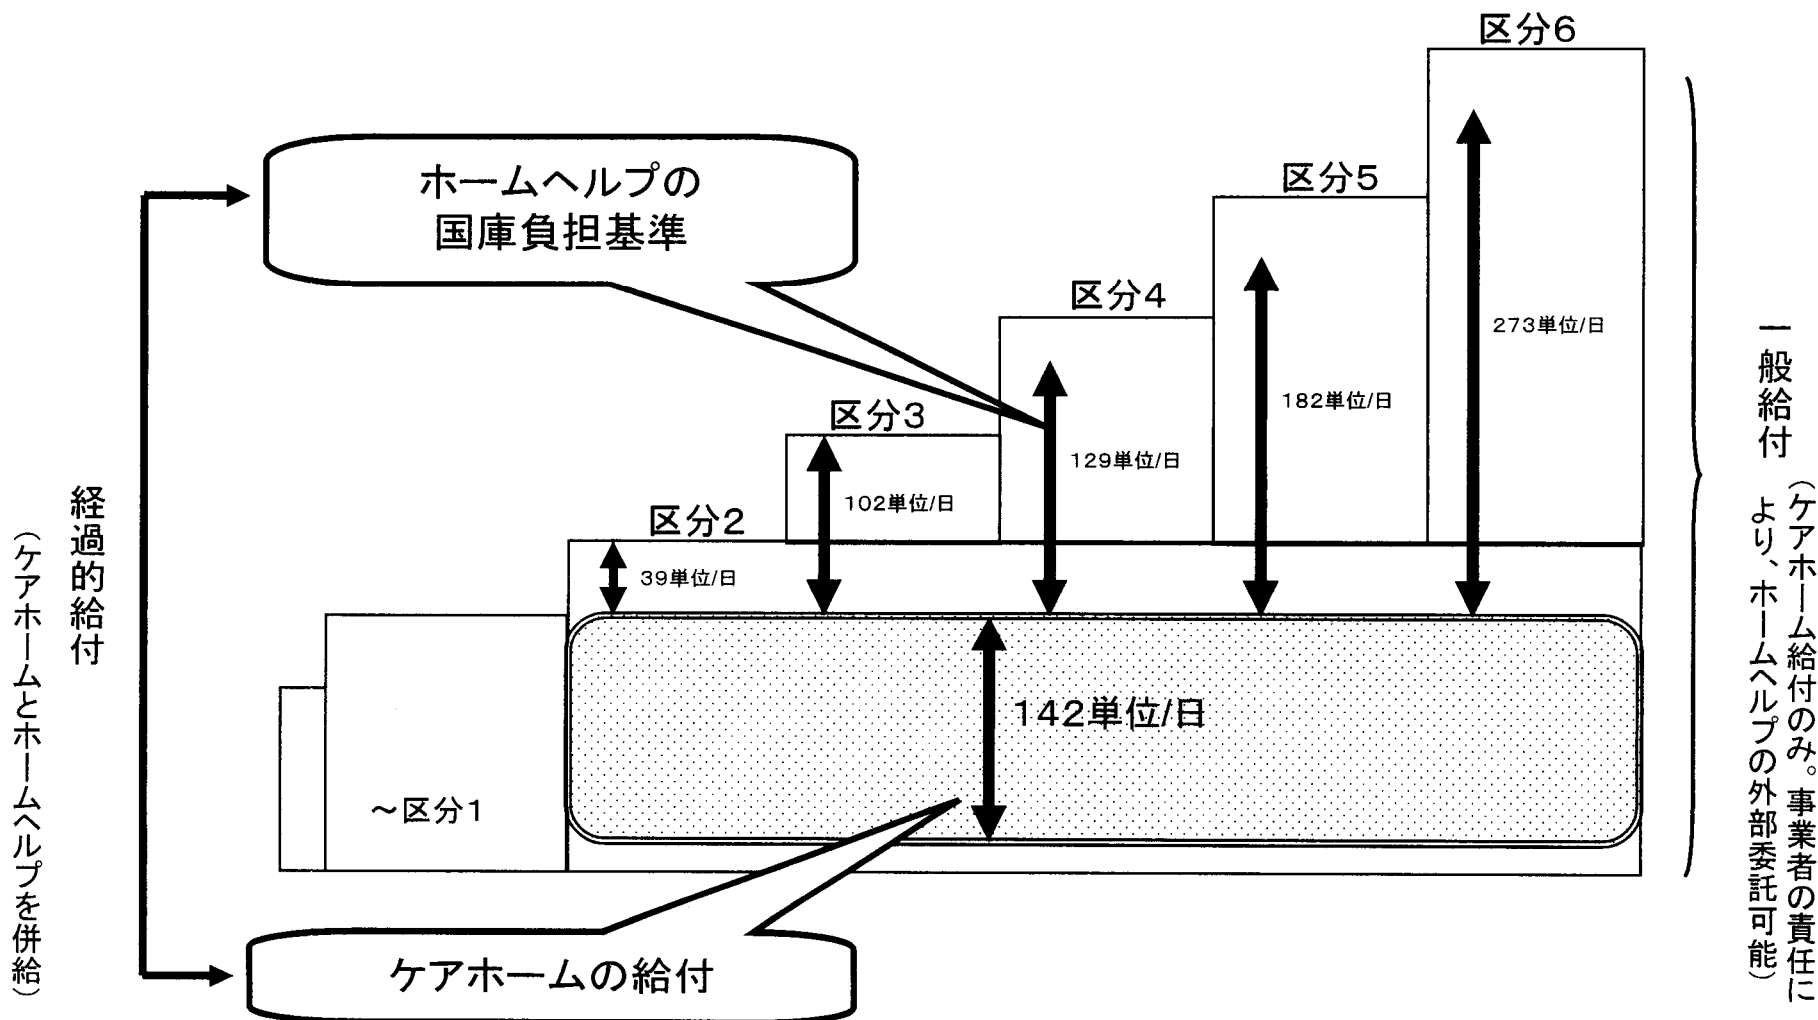 区分6
区分5
区分4
区分3
区分2
～区分1
ホームヘルプの
国庫負担基準
273単位/日
182単位/日
129単位/日
102単位/日
39単位/日
142単位/日
ケアホームの給付
経過的給付
（ケアホームとホームヘルプを併給）
一般給付
（ケアホーム給付のみ。事業者の責任に
より、ホームヘルプの外部委託可能）